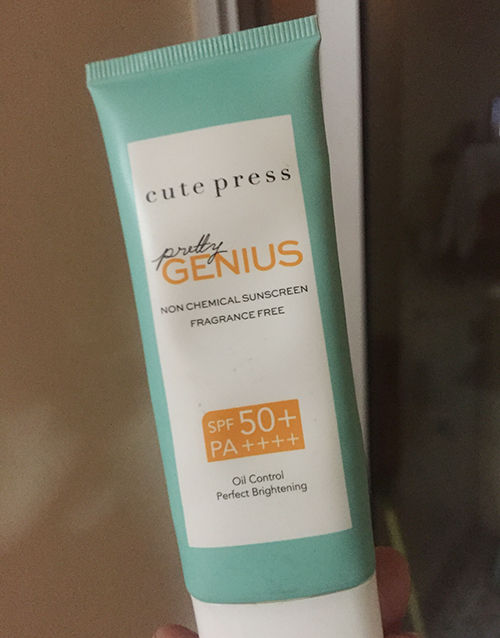 cute press
pretty
GENIUS
NON CHEMICAL SUNSCREEN
FRAGRANCE FREE
SPF 50+
PA ++++
Oil Control
Perfect Brightening